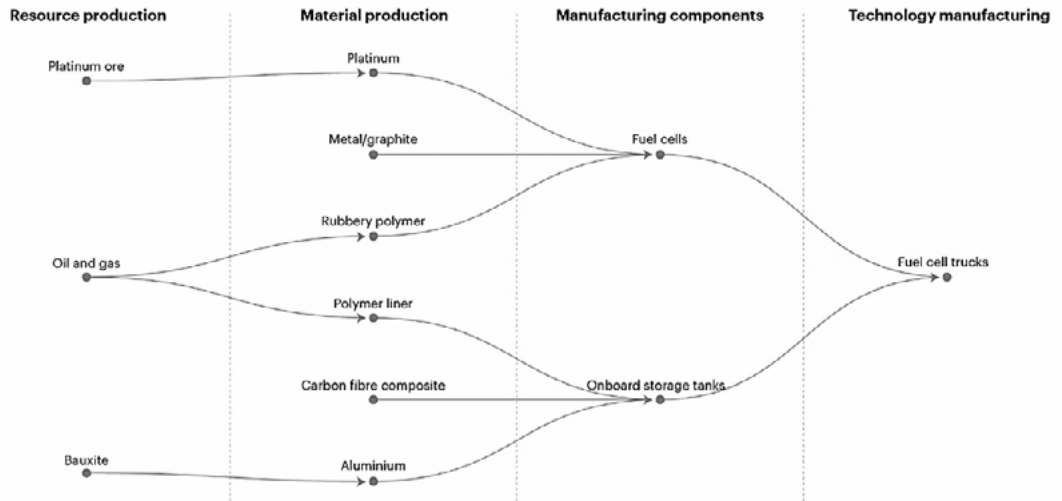 Resource production
Material production
Manufacturing components
Technology manufacturing
Platinum ore
Platinum
Metal/graphite
Fuel cells
Rubbery polymer
Oil and gas
Fuel cell trucks
Polymer liner
Carbon fibre composite
Onboard storage tanks
Bauxite
Aluminium